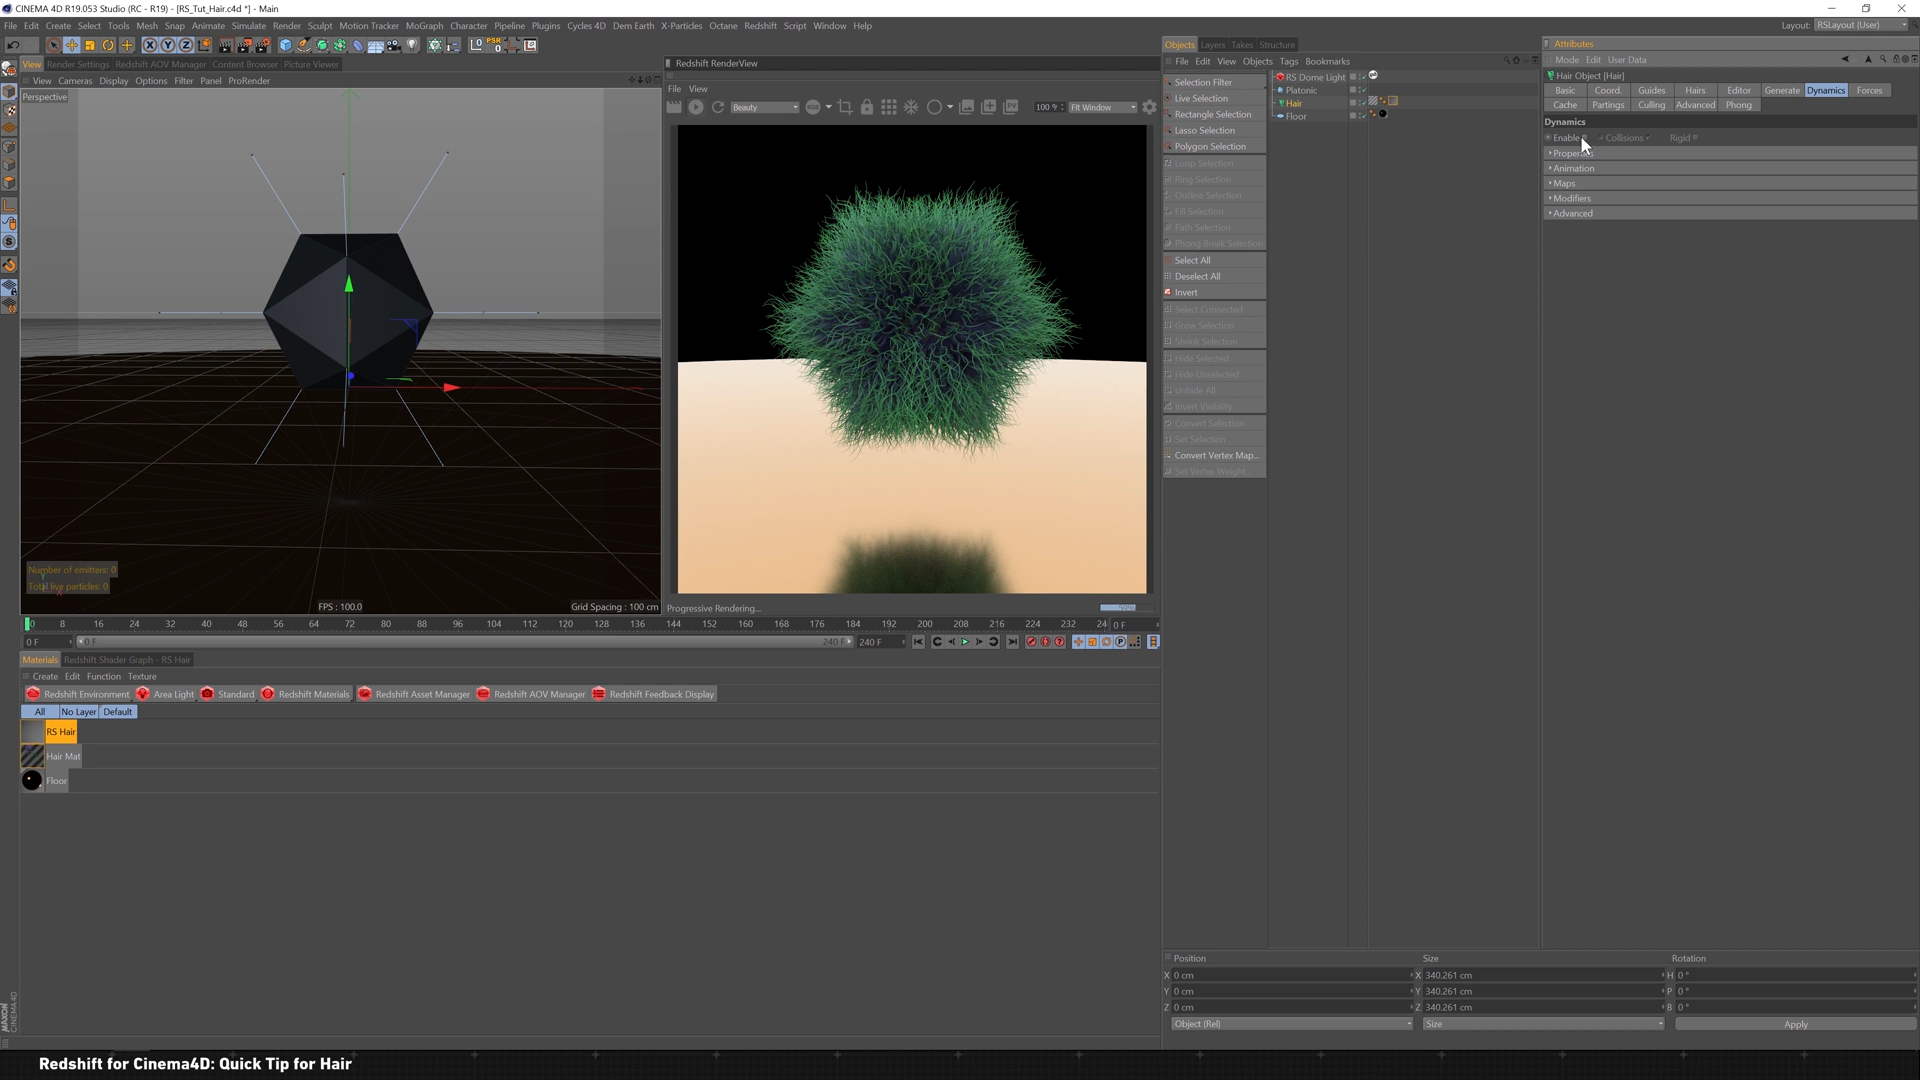 CINEMA 4D R19.053 Studio (RC - R19) - [RS_Tut_Hair.c4d *] - Main
File Edit Create Select Tools Mesh Snap Animate Simulate Render Sculpt Motion Tracker MoGraph Character Pipeline Plugins Cycles 4D Dem Earth X-Particles Octane Redshift Script Window Help
Layout: RSLayout (User)
View Render Settings Redshift AOV Manager Content Browser Picture Viewer
View Cameras Display Options Filter Panel ProRender
Perspective
Number of emitters: 0
Total live particles: 0
FPS : 100.0
Grid Spacing : 100 cm
Redshift RenderView
File View
Beauty
100 %
Fit Window
Progressive Rendering...
Objects Layers Takes Structure
File Edit View Objects Tags Bookmarks
Selection Filter
Live Selection
Rectangle Selection
Lasso Selection
Polygon Selection
Loop Selection
Ring Selection
Outline Selection
Fill Selection
Path Selection
Phong Break Selection
Select All
Deselect All
Invert
Select Connected
Grow Selection
Shrink Selection
Hide Selected
Hide Unselected
Unhide All
Invert Visibility
Convert Selection
Set Selection
Convert Vertex Map...
Set Vertex Weight...
RS Dome Light
Platonic
Hair
Floor
Attributes
Mode Edit User Data
Hair Object [Hair]
Basic Coord. Guides Hairs Editor Generate Dynamics Forces
Cache Partings Culling Advanced Phong
Dynamics
Enable Collisions Rigid
Properties
Animation
Maps
Modifiers
Advanced
0 8 16 24 32 40 48 56 64 72 80 88 96 104 112 120 128 136 144 152 160 168 176 184 192 200 208 216 224 232 24 0 F
0 F 0 F 240 F 240 F
Materials Redshift Shader Graph - RS Hair
Create Edit Function Texture
Redshift Environment Area Light Standard Redshift Materials Redshift Asset Manager Redshift AOV Manager Redshift Feedback Display
All No Layer Default
RS Hair
Hair Mat
Floor
Position Size Rotation
X 0 cm X 340.261 cm H 0 °
Y 0 cm Y 340.261 cm P 0 °
Z 0 cm Z 340.261 cm B 0 °
Object (Rel) Size Apply
MAXON CINEMA 4D
Redshift for Cinema4D: Quick Tip for Hair